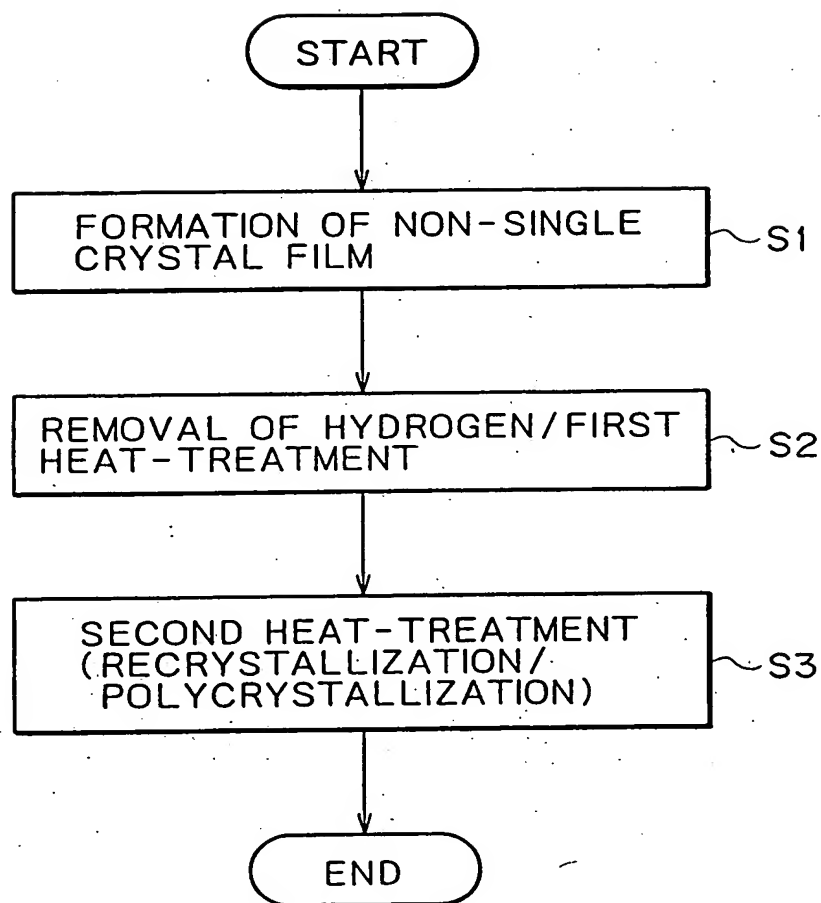 START
FORMATION OF NON-SINGLE
CRYSTAL FILM
S1
REMOVAL OF HYDROGEN/FIRST
HEAT-TREATMENT
S2
SECOND HEAT-TREATMENT
(RECRYSTALLIZATION/
POLYCRYSTALLIZATION)
S3
END